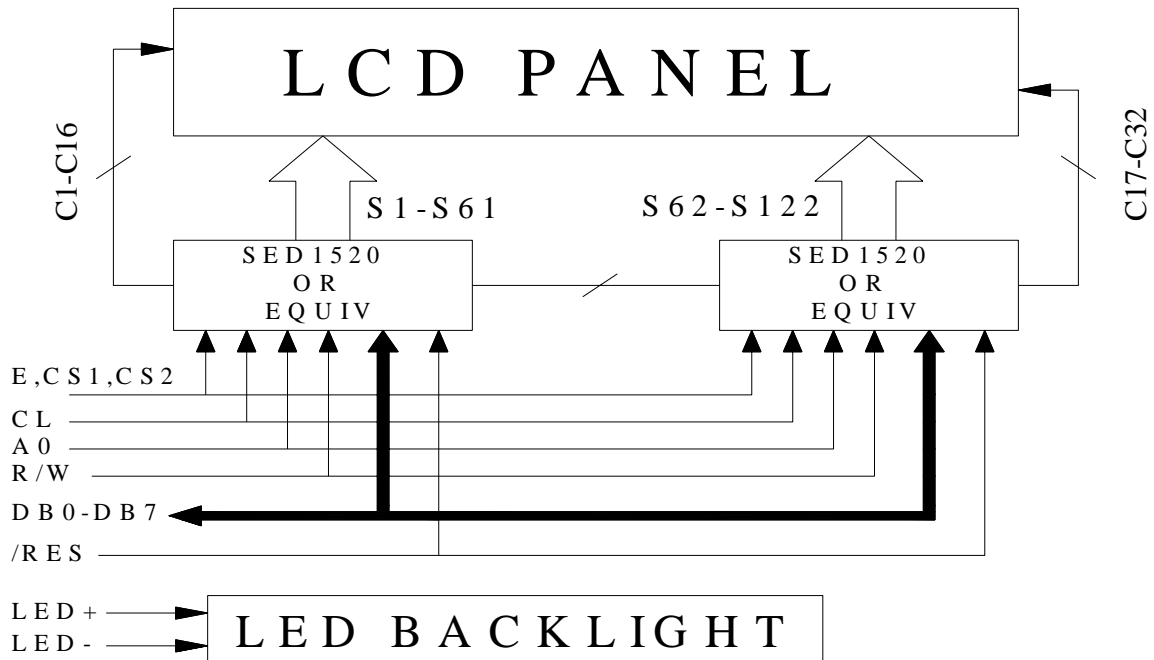 LCD PANEL
C1-C16
C17-C32
S1-S61
S62-S122
SED1520
OR
EQUIV
SED1520
OR
EQUIV
E,CS1,CS2
CL
A0
R/W
DB0-DB7
/RES
LED+
LED-
LED BACKLIGHT